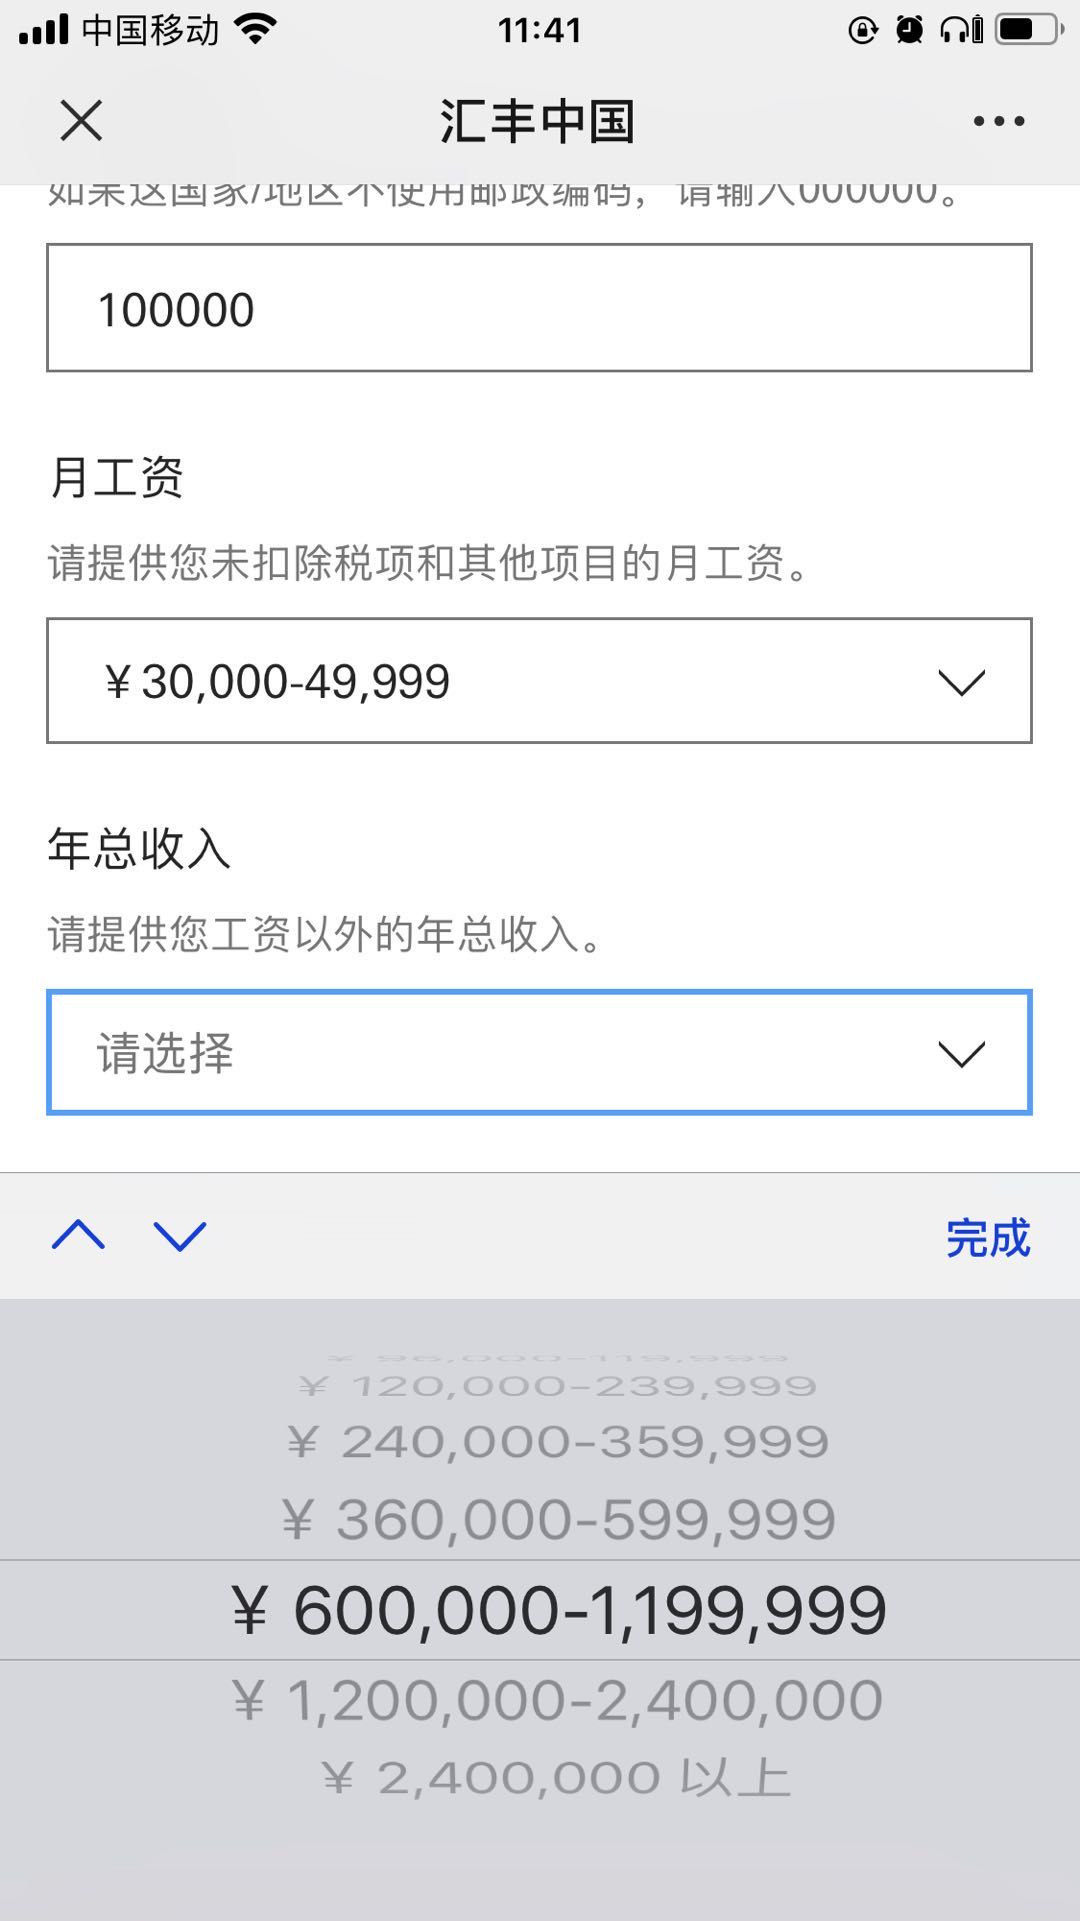 中国移动 11:41
汇丰中国
如果这国家/地区不使用邮政编码，请输入000000。
100000
月工资
请提供您未扣除税项和其他项目的月工资。
￥30,000-49,999
年总收入
请提供您工资以外的年总收入。
请选择
完成
￥ 96,000-119,999
￥ 120,000-239,999
￥ 240,000-359,999
￥ 360,000-599,999
￥ 600,000-1,199,999
￥ 1,200,000-2,400,000
￥ 2,400,000 以上